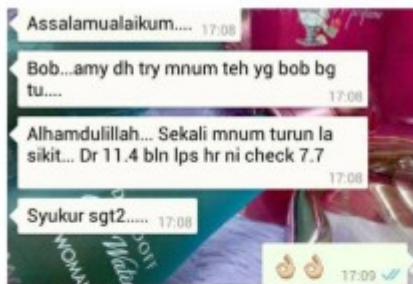 Assalamualaikum.... 17:08
Bob...amy dh try mnum teh yg bob bg
tu....
17:08
Alhamdulillah... Sekali mnum turun la
sikit... Dr 11.4 bln lps hr ni check 7.7
17:08
Syukur sgt2..... 17:08
👌👌 17:09
WOMAN